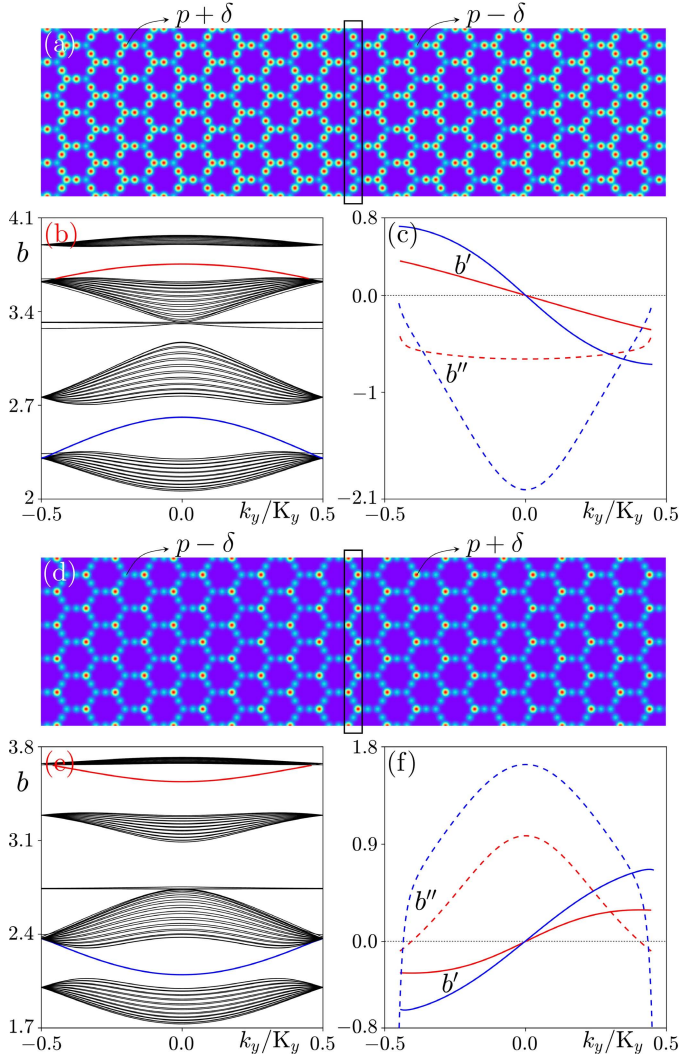 (a) p + δ p − δ
(b) (c)
4.1
b
3.4
2.7
2
−0.5 0.0 k_y/K_y 0.5
0.8
0.0
−1
−2.1
b′
b″
−0.5 0.0 k_y/K_y 0.5
(d) p − δ p + δ
(e) (f)
3.8
b
3.1
2.4
1.7
−0.5 0.0 k_y/K_y 0.5
1.8
0.9
0.0
−0.8
b″
b′
−0.5 0.0 k_y/K_y 0.5